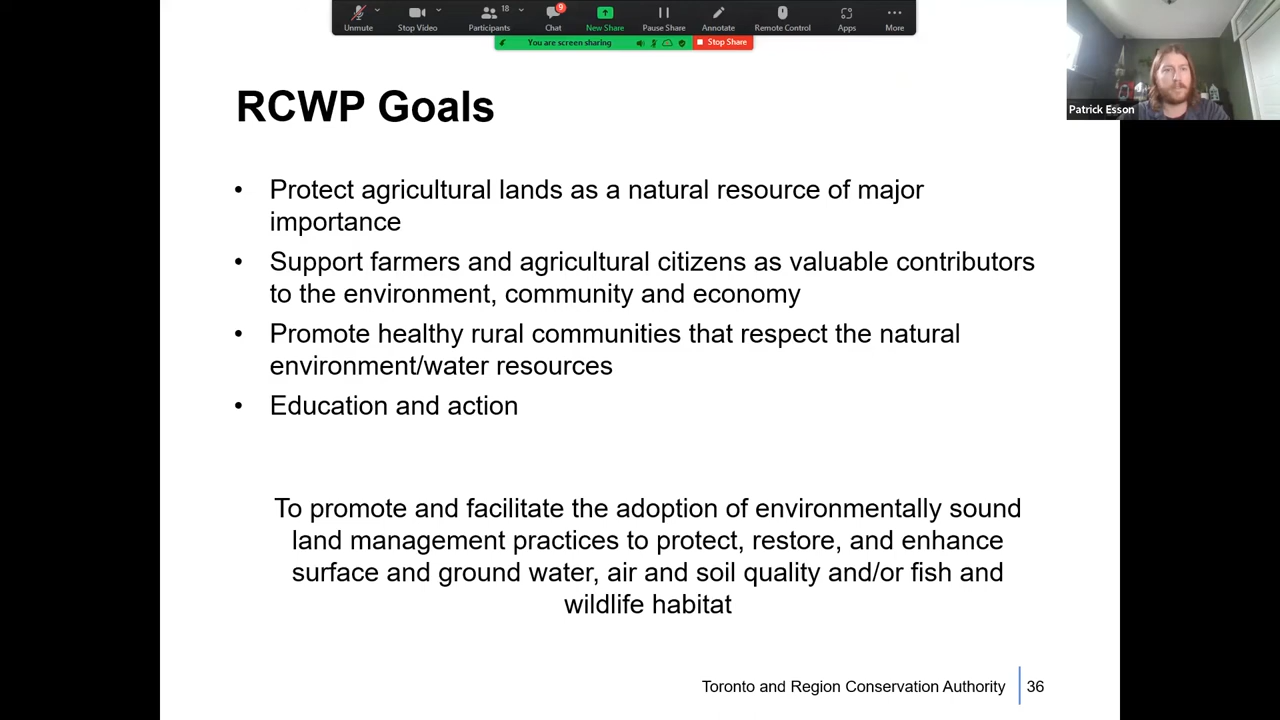 18
9
Unmute
Stop Video
Participants
Chat
New Share
Pause Share
Annotate
Remote Control
Apps
More
You are screen sharing
Stop Share
Patrick Esson
RCWP Goals
• Protect agricultural lands as a natural resource of major
importance
• Support farmers and agricultural citizens as valuable contributors
to the environment, community and economy
• Promote healthy rural communities that respect the natural
environment/water resources
• Education and action
To promote and facilitate the adoption of environmentally sound
land management practices to protect, restore, and enhance
surface and ground water, air and soil quality and/or fish and
wildlife habitat
Toronto and Region Conservation Authority
36